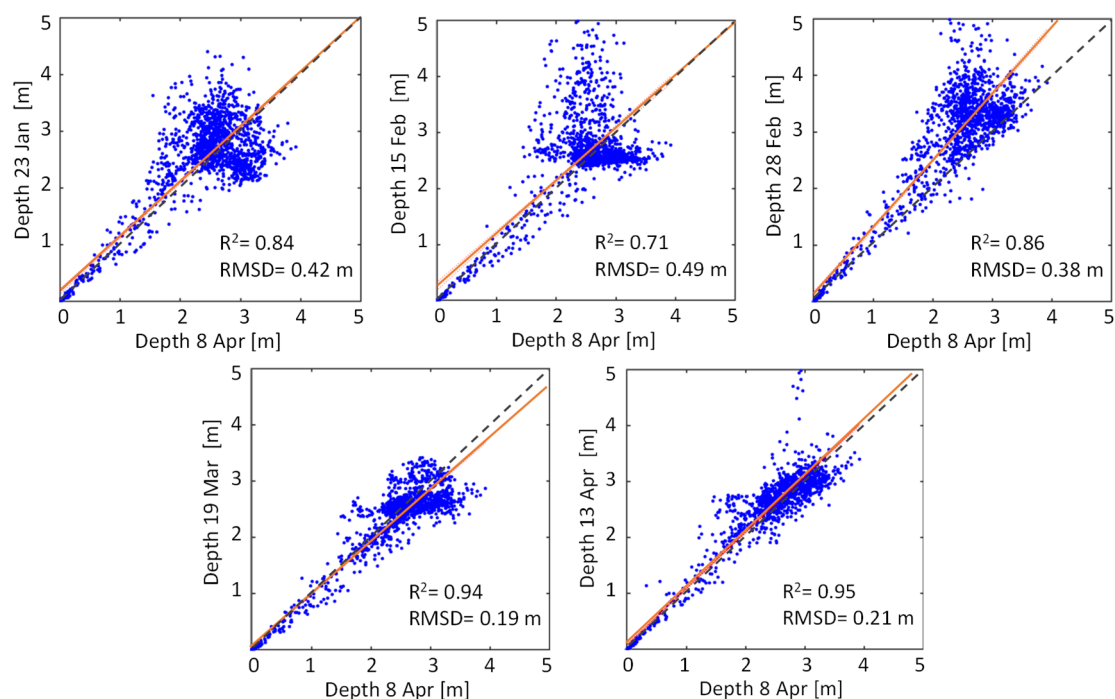 5
4
3
2
1
Depth 23 Jan [m]
R²= 0.84
RMSD= 0.42 m
0 1 2 3 4 5
Depth 8 Apr [m]
5
4
3
2
1
Depth 15 Feb [m]
R²= 0.71
RMSD= 0.49 m
0 1 2 3 4 5
Depth 8 Apr [m]
5
4
3
2
1
Depth 28 Feb [m]
R²= 0.86
RMSD= 0.38 m
0 1 2 3 4 5
Depth 8 Apr [m]
5
4
3
2
1
Depth 19 Mar [m]
R²= 0.94
RMSD= 0.19 m
0 1 2 3 4 5
Depth 8 Apr [m]
5
4
3
2
1
Depth 13 Apr [m]
R²= 0.95
RMSD= 0.21 m
0 1 2 3 4 5
Depth 8 Apr [m]